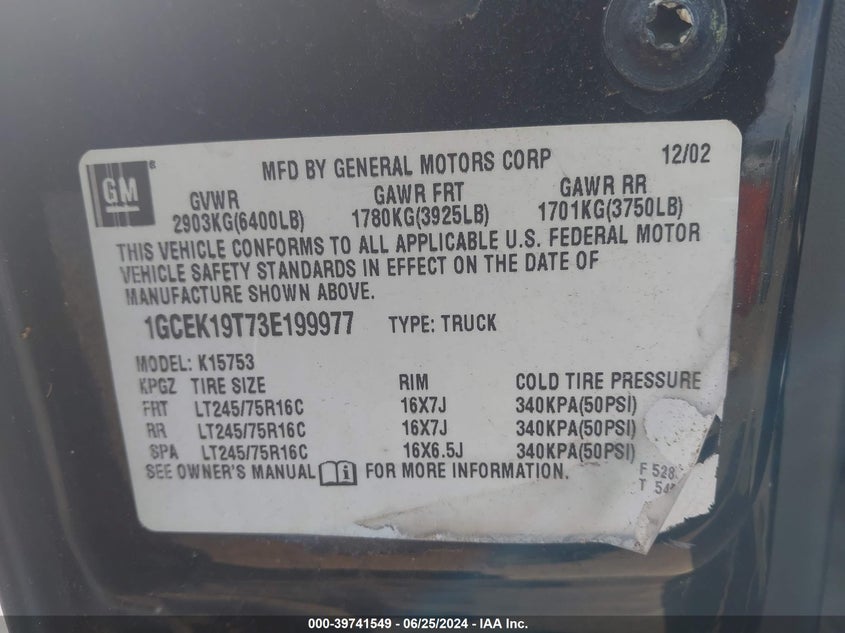 GM ® MFD BY GENERAL MOTORS CORP 12/02
GVWR GAWR FRT GAWR RR
2903KG(6400LB) 1780KG(3925LB) 1701KG(3750LB)
THIS VEHICLE CONFORMS TO ALL APPLICABLE U.S. FEDERAL MOTOR
VEHICLE SAFETY STANDARDS IN EFFECT ON THE DATE OF
MANUFACTURE SHOWN ABOVE.
1GCEK19T73E199977 TYPE: TRUCK
MODEL: K15753
KPGZ TIRE SIZE RIM COLD TIRE PRESSURE
FRT LT245/75R16C 16X7J 340KPA(50PSI)
RR LT245/75R16C 16X7J 340KPA(50PSI)
SPA LT245/75R16C 16X6.5J 340KPA(50PSI)
SEE OWNER'S MANUAL FOR MORE INFORMATION.
F
T
000-39741549 / 06/25/2024 - IAA Inc.